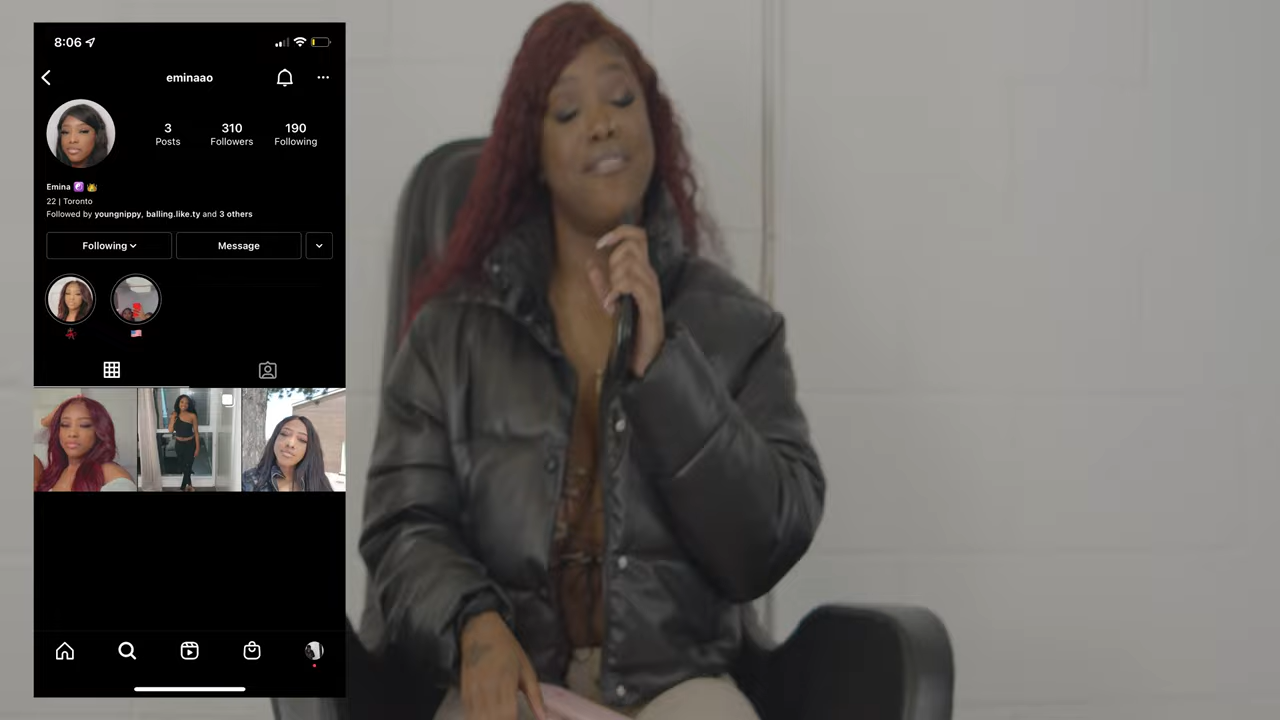 8:06
eminaao
3 310 190
Posts Followers Following
Emina
22 | Toronto
Followed by youngnippy, balling.like.ty and 3 others
Following Message